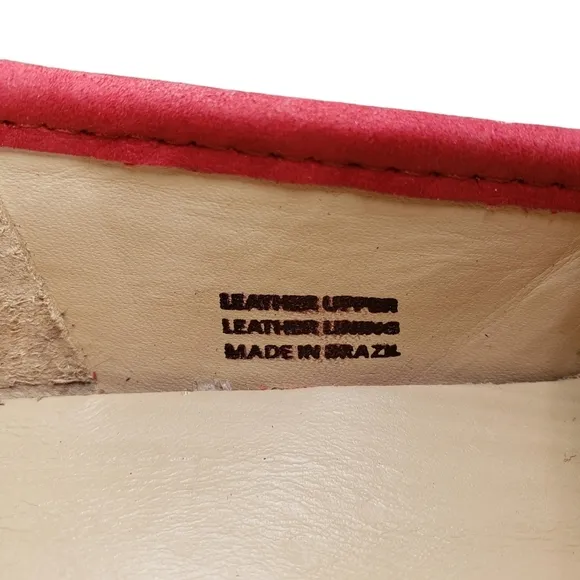 LEATHER UPPER
LEATHER LINING
MADE IN BRAZIL